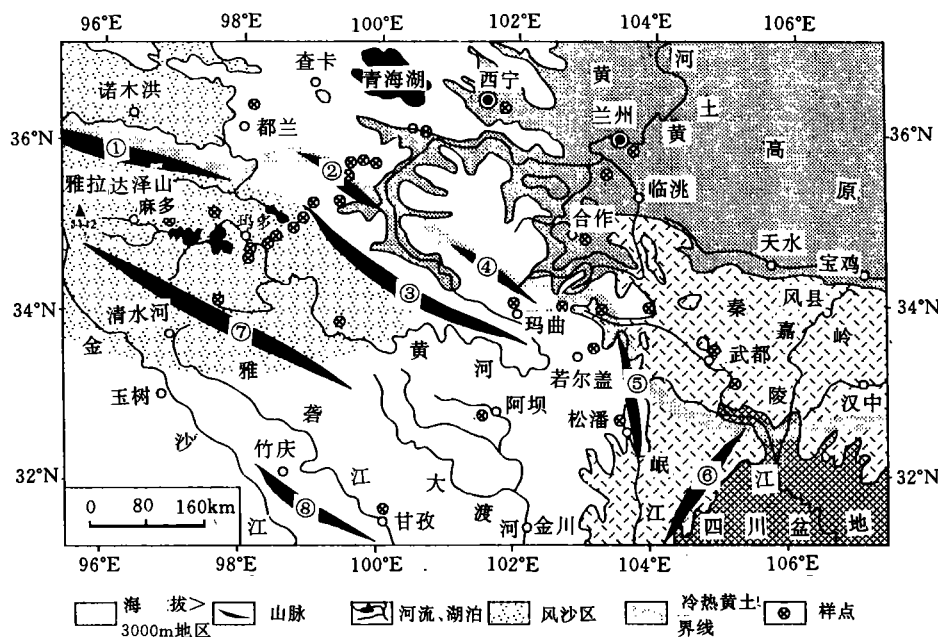 96°E 98°E 100°E 102°E 104°E 106°E
查卡
青海湖
西宁
黄
河
土
诺木洪
都兰
兰州
黄
高
36°N
36°N
①
②
雅拉达泽山
麻多
临洮
原
合作
天水
宝鸡
④
34°N
34°N
③
玛曲
秦
凤县
嘉
岭
清水河
⑦
黄
河
武都
金
雅
若尔盖
⑤
陵
汉中
玉树
阿坝
松潘
沙
砻
竹庆
32°N
32°N
江
大
岷
⑥
江
0 80 160km
⑧
甘孜
渡
江
河
金川
江
四川盆地
96°E 98°E 100°E 102°E 104°E 106°E
海拔>
3000m地区
山脉
河流、湖泊
风沙区
冷热黄土
界线
样点